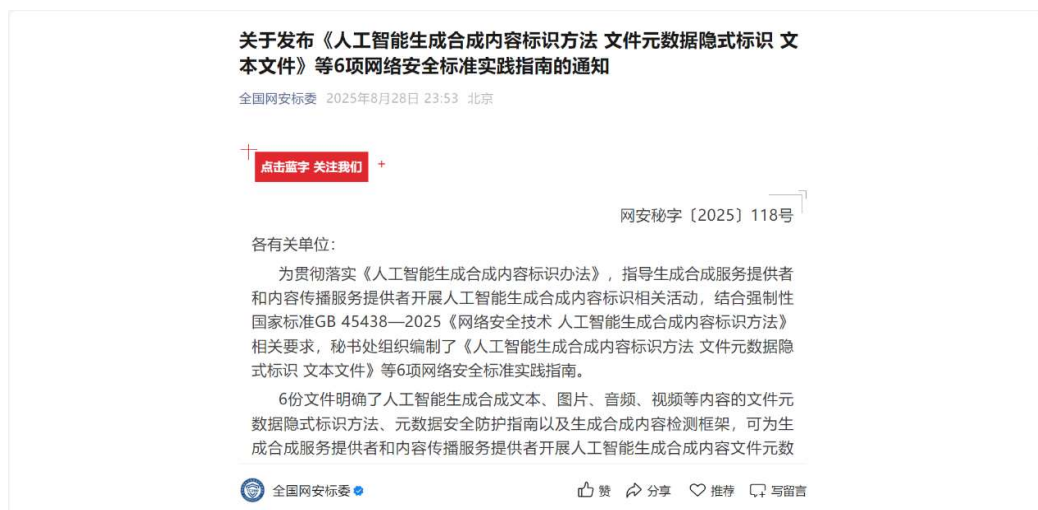 关于发布《人工智能生成合成内容标识方法 文件元数据隐式标识 文
本文件》等6项网络安全标准实践指南的通知
全国网安标委 2025年8月28日 23:53 北京
点击蓝字 关注我们
网安秘字〔2025〕118号
各有关单位：
为贯彻落实《人工智能生成合成内容标识办法》，指导生成合成服务提供者
和内容传播服务提供者开展人工智能生成合成内容标识相关活动，结合强制性
国家标准GB 45438—2025《网络安全技术 人工智能生成合成内容标识方法》
相关要求，秘书处组织编制了《人工智能生成合成内容标识方法 文件元数据隐
式标识 文本文件》等6项网络安全标准实践指南。
6份文件明确了人工智能生成合成文本、图片、音频、视频等内容的文件元
数据隐式标识方法、元数据安全防护指南以及生成合成内容检测框架，可为生
成合成服务提供者和内容传播服务提供者开展人工智能生成合成内容文件元数
全国网安标委 赞 分享 推荐 写留言